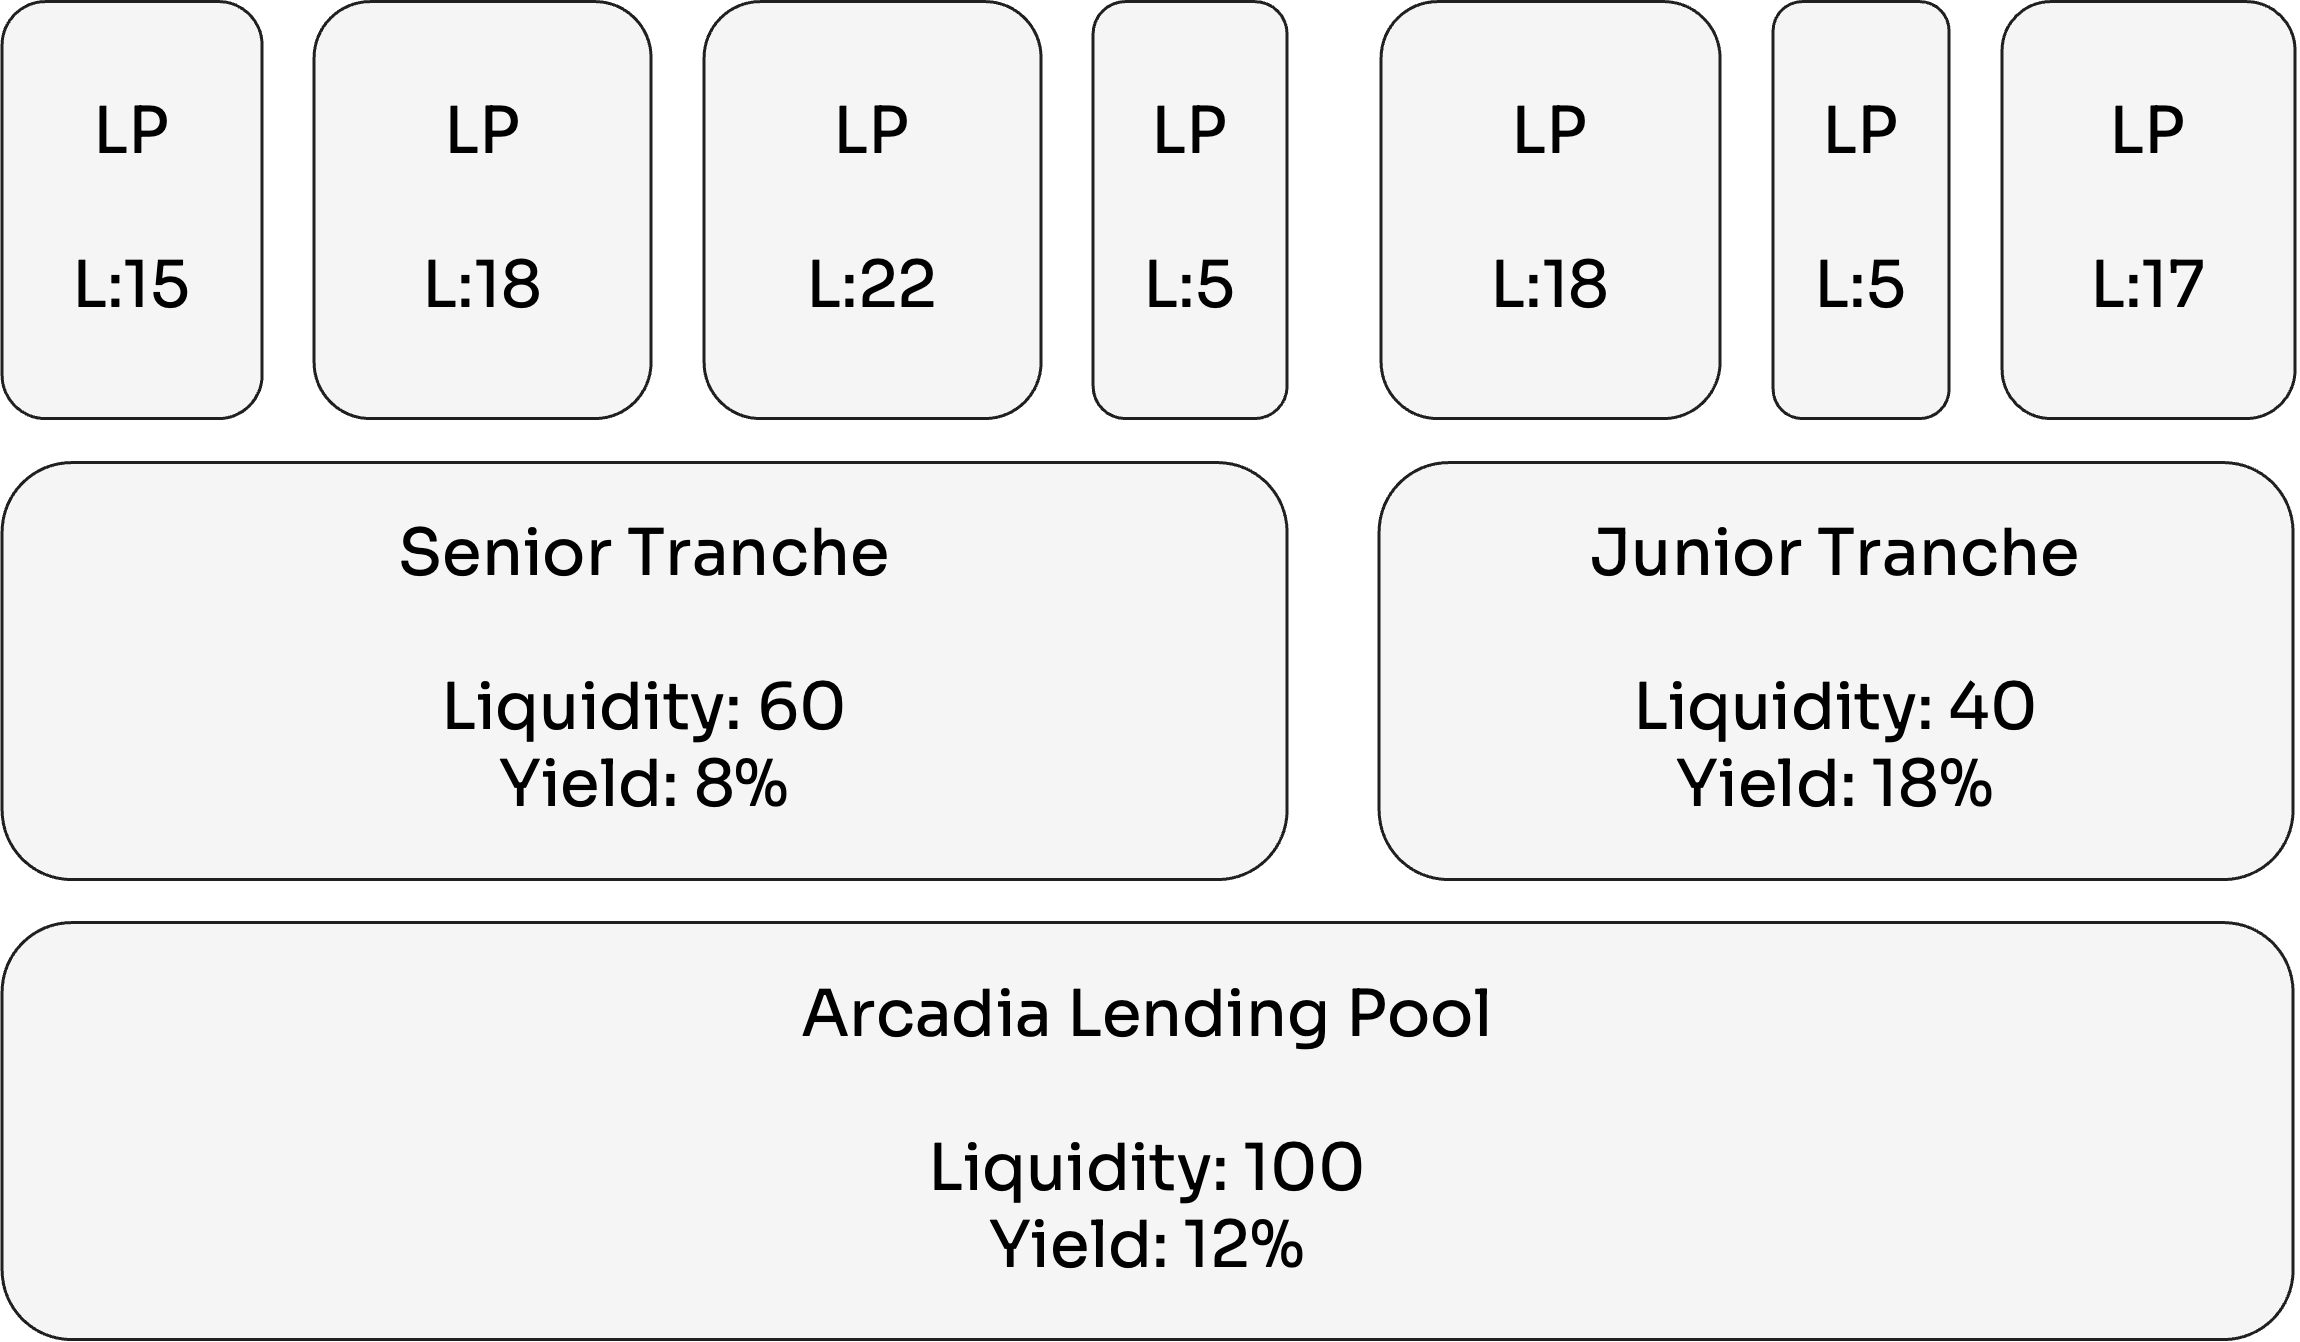 LP
L:15
LP
L:18
LP
L:22
LP
L:5
LP
L:18
LP
L:5
LP
L:17
Senior Tranche
Liquidity: 60
Yield: 8%
Junior Tranche
Liquidity: 40
Yield: 18%
Arcadia Lending Pool
Liquidity: 100
Yield: 12%